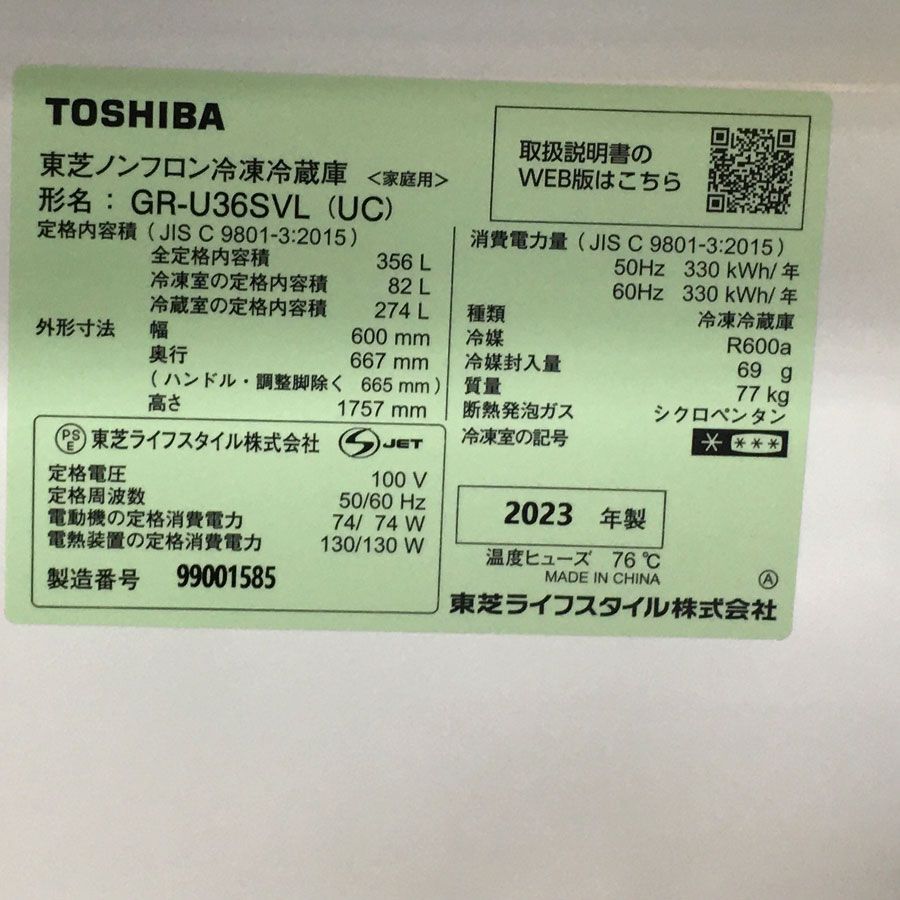 TOSHIBA
東芝ノンフロン冷凍冷蔵庫 <家庭用>
形名： GR-U36SVL (UC)
定格内容積 ( JIS C 9801-3:2015 )
全定格内容積 356 L
冷凍室の定格内容積 82 L
冷蔵室の定格内容積 274 L
外形寸法 幅 600 mm
奥行 667 mm
( ハンドル・調整脚除く 665 mm )
高さ 1757 mm
PSE 東芝ライフスタイル株式会社 S JET
定格電圧 100 V
定格周波数 50/60 Hz
電動機の定格消費電力 74/ 74 W
電熱装置の定格消費電力 130/130 W
製造番号 99001585
取扱説明書の
WEB版はこちら
消費電力量 ( JIS C 9801-3:2015 )
50Hz 330 kWh/年
60Hz 330 kWh/年
種類 冷凍冷蔵庫
冷媒 R600a
冷媒封入量 69 g
質量 77 kg
断熱発泡ガス シクロペンタン
冷凍室の記号 * ***
2023 年製
温度ヒューズ 76 ℃
MADE IN CHINA Ⓐ
東芝ライフスタイル株式会社